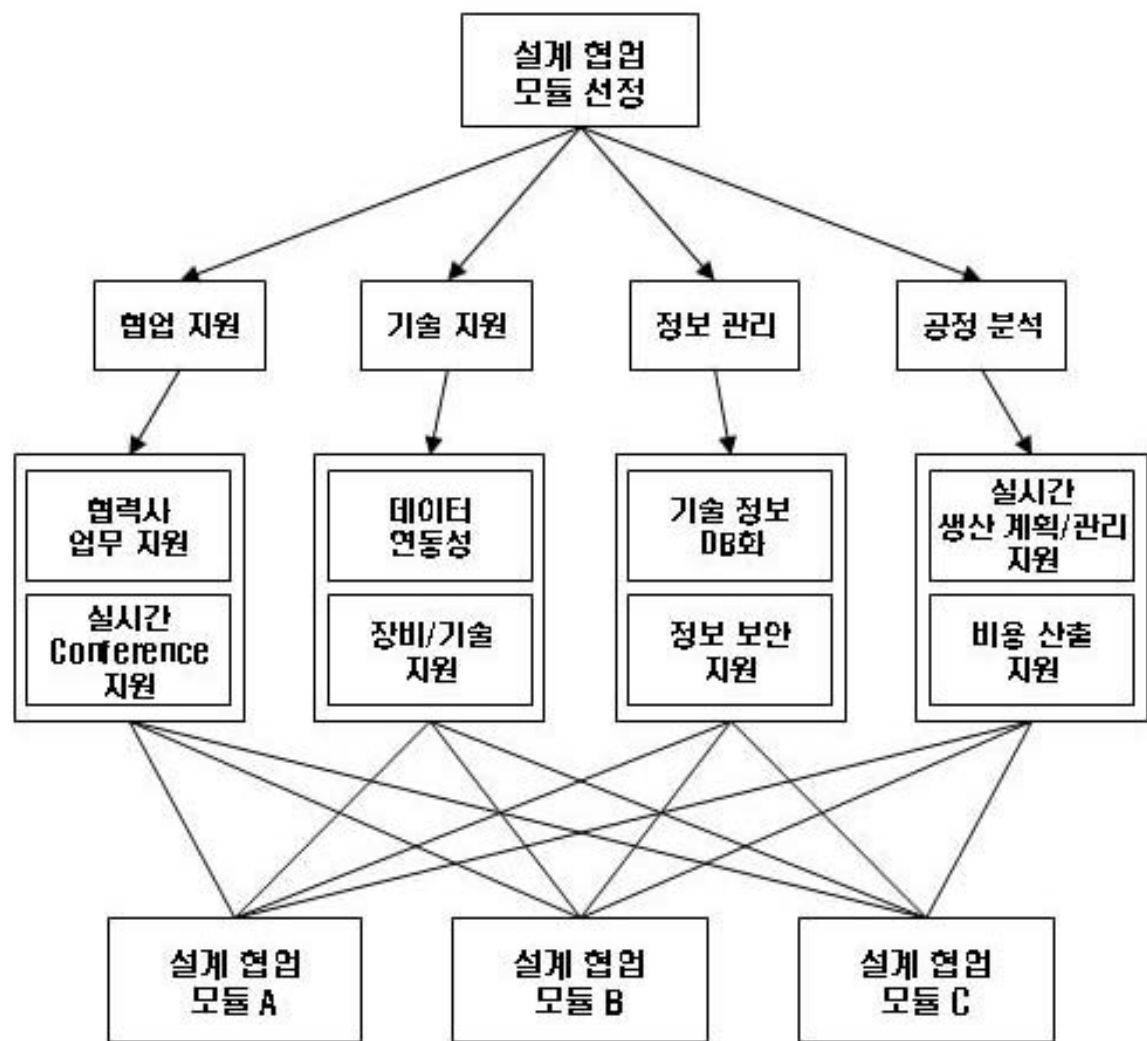 설계 협업
모듈 선정
협업 지원
기술 지원
정보 관리
공정 분석
협력사
업무 지원
실시간
Conference
지원
데이터
연동성
장비/기술
지원
기술 정보
DB화
정보 보안
지원
실시간
생산 계획/관리
지원
비용 산출
지원
설계 협업
모듈 A
설계 협업
모듈 B
설계 협업
모듈 C